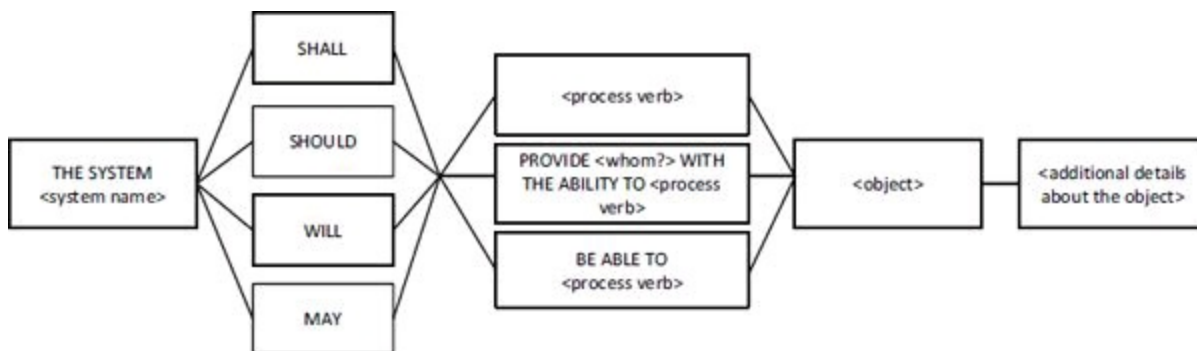 THE SYSTEM
<system name>
SHALL
SHOULD
WILL
MAY
<process verb>
PROVIDE <whom?> WITH
THE ABILITY TO <process
verb>
BE ABLE TO
<process verb>
<object>
<additional details
about the object>